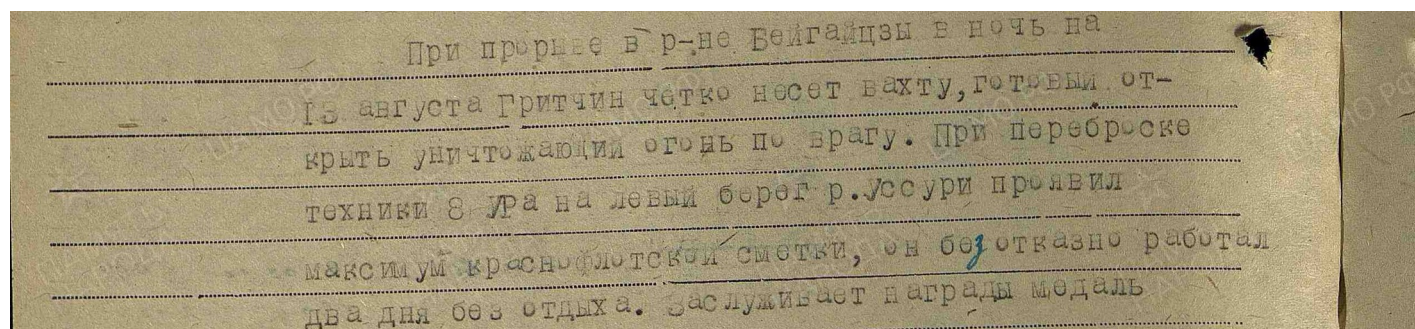 При прорыве в р-не Бейгайцзы в ночь на
13 августа Гритчин четко несет вахту, готовый от-
крыть уничтожающий огонь по врагу. При переброске
техники 8 УРа на левый берег р.Уссури проявил
максимум краснофлотской сметки, он безотказно работал
два дня без отдыха. Заслуживает награды медаль